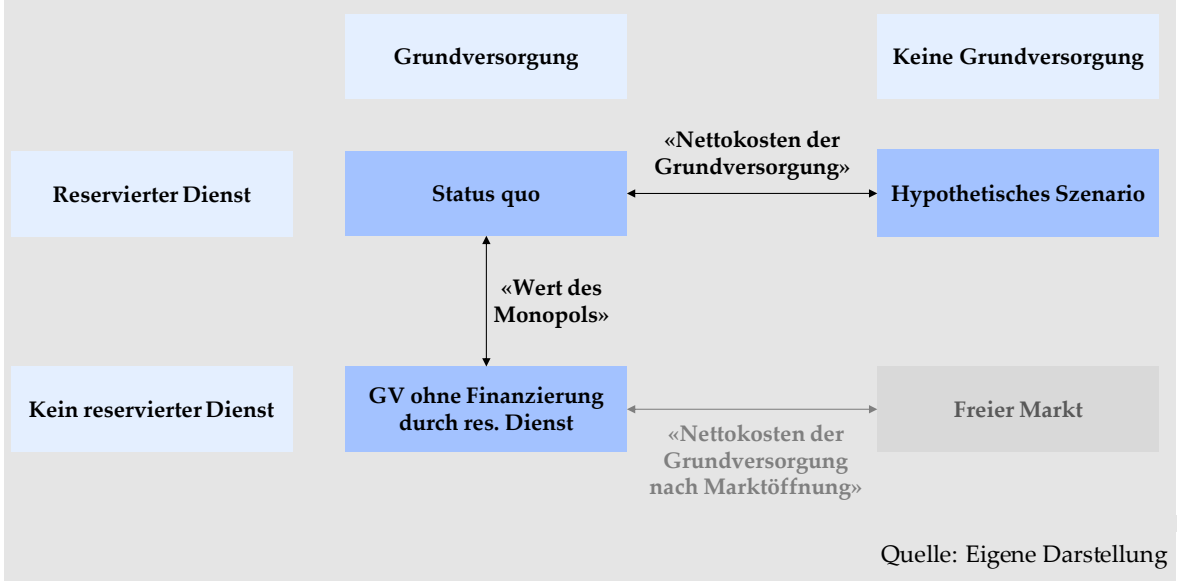 Grundversorgung
Keine Grundversorgung
«Nettokosten der
Grundversorgung»
Reservierter Dienst
Status quo
Hypothetisches Szenario
«Wert des
Monopols»
Kein reservierter Dienst
GV ohne Finanzierung
durch res. Dienst
Freier Markt
«Nettokosten der
Grundversorgung
nach Marktöffnung»
Quelle: Eigene Darstellung